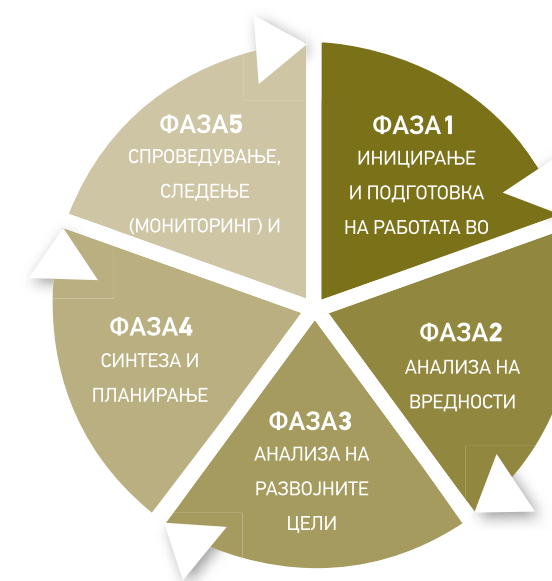 ФАЗА1
ИНИЦИРАЊЕ
И ПОДГОТОВКА
НА РАБОТАТА ВО
ФАЗА2
АНАЛИЗА НА
ВРЕДНОСТИ
ФАЗА3
АНАЛИЗА НА
РАЗВОЈНИТЕ
ЦЕЛИ
ФАЗА4
СИНТЕЗА И
ПЛАНИРАЊЕ
ФАЗА5
СПРОВЕДУВАЊЕ,
СЛЕДЕЊЕ
(МОНИТОРИНГ) И